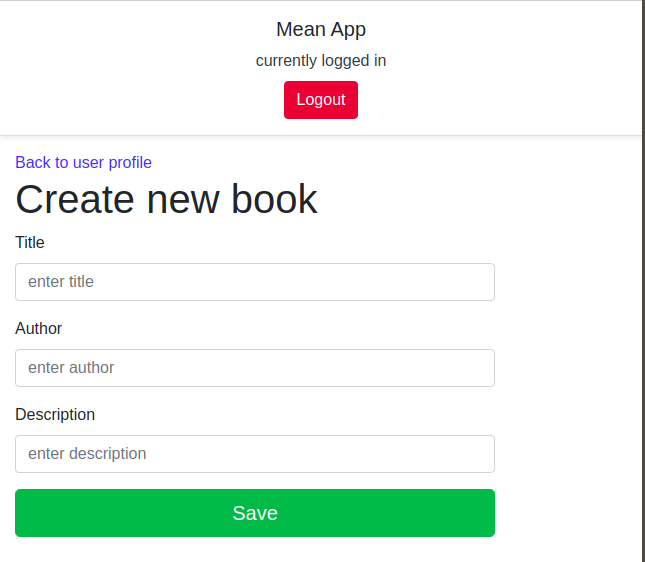 Mean App
currently logged in
Logout
Back to user profile
Create new book
Title
enter title
Author
enter author
Description
enter description
Save